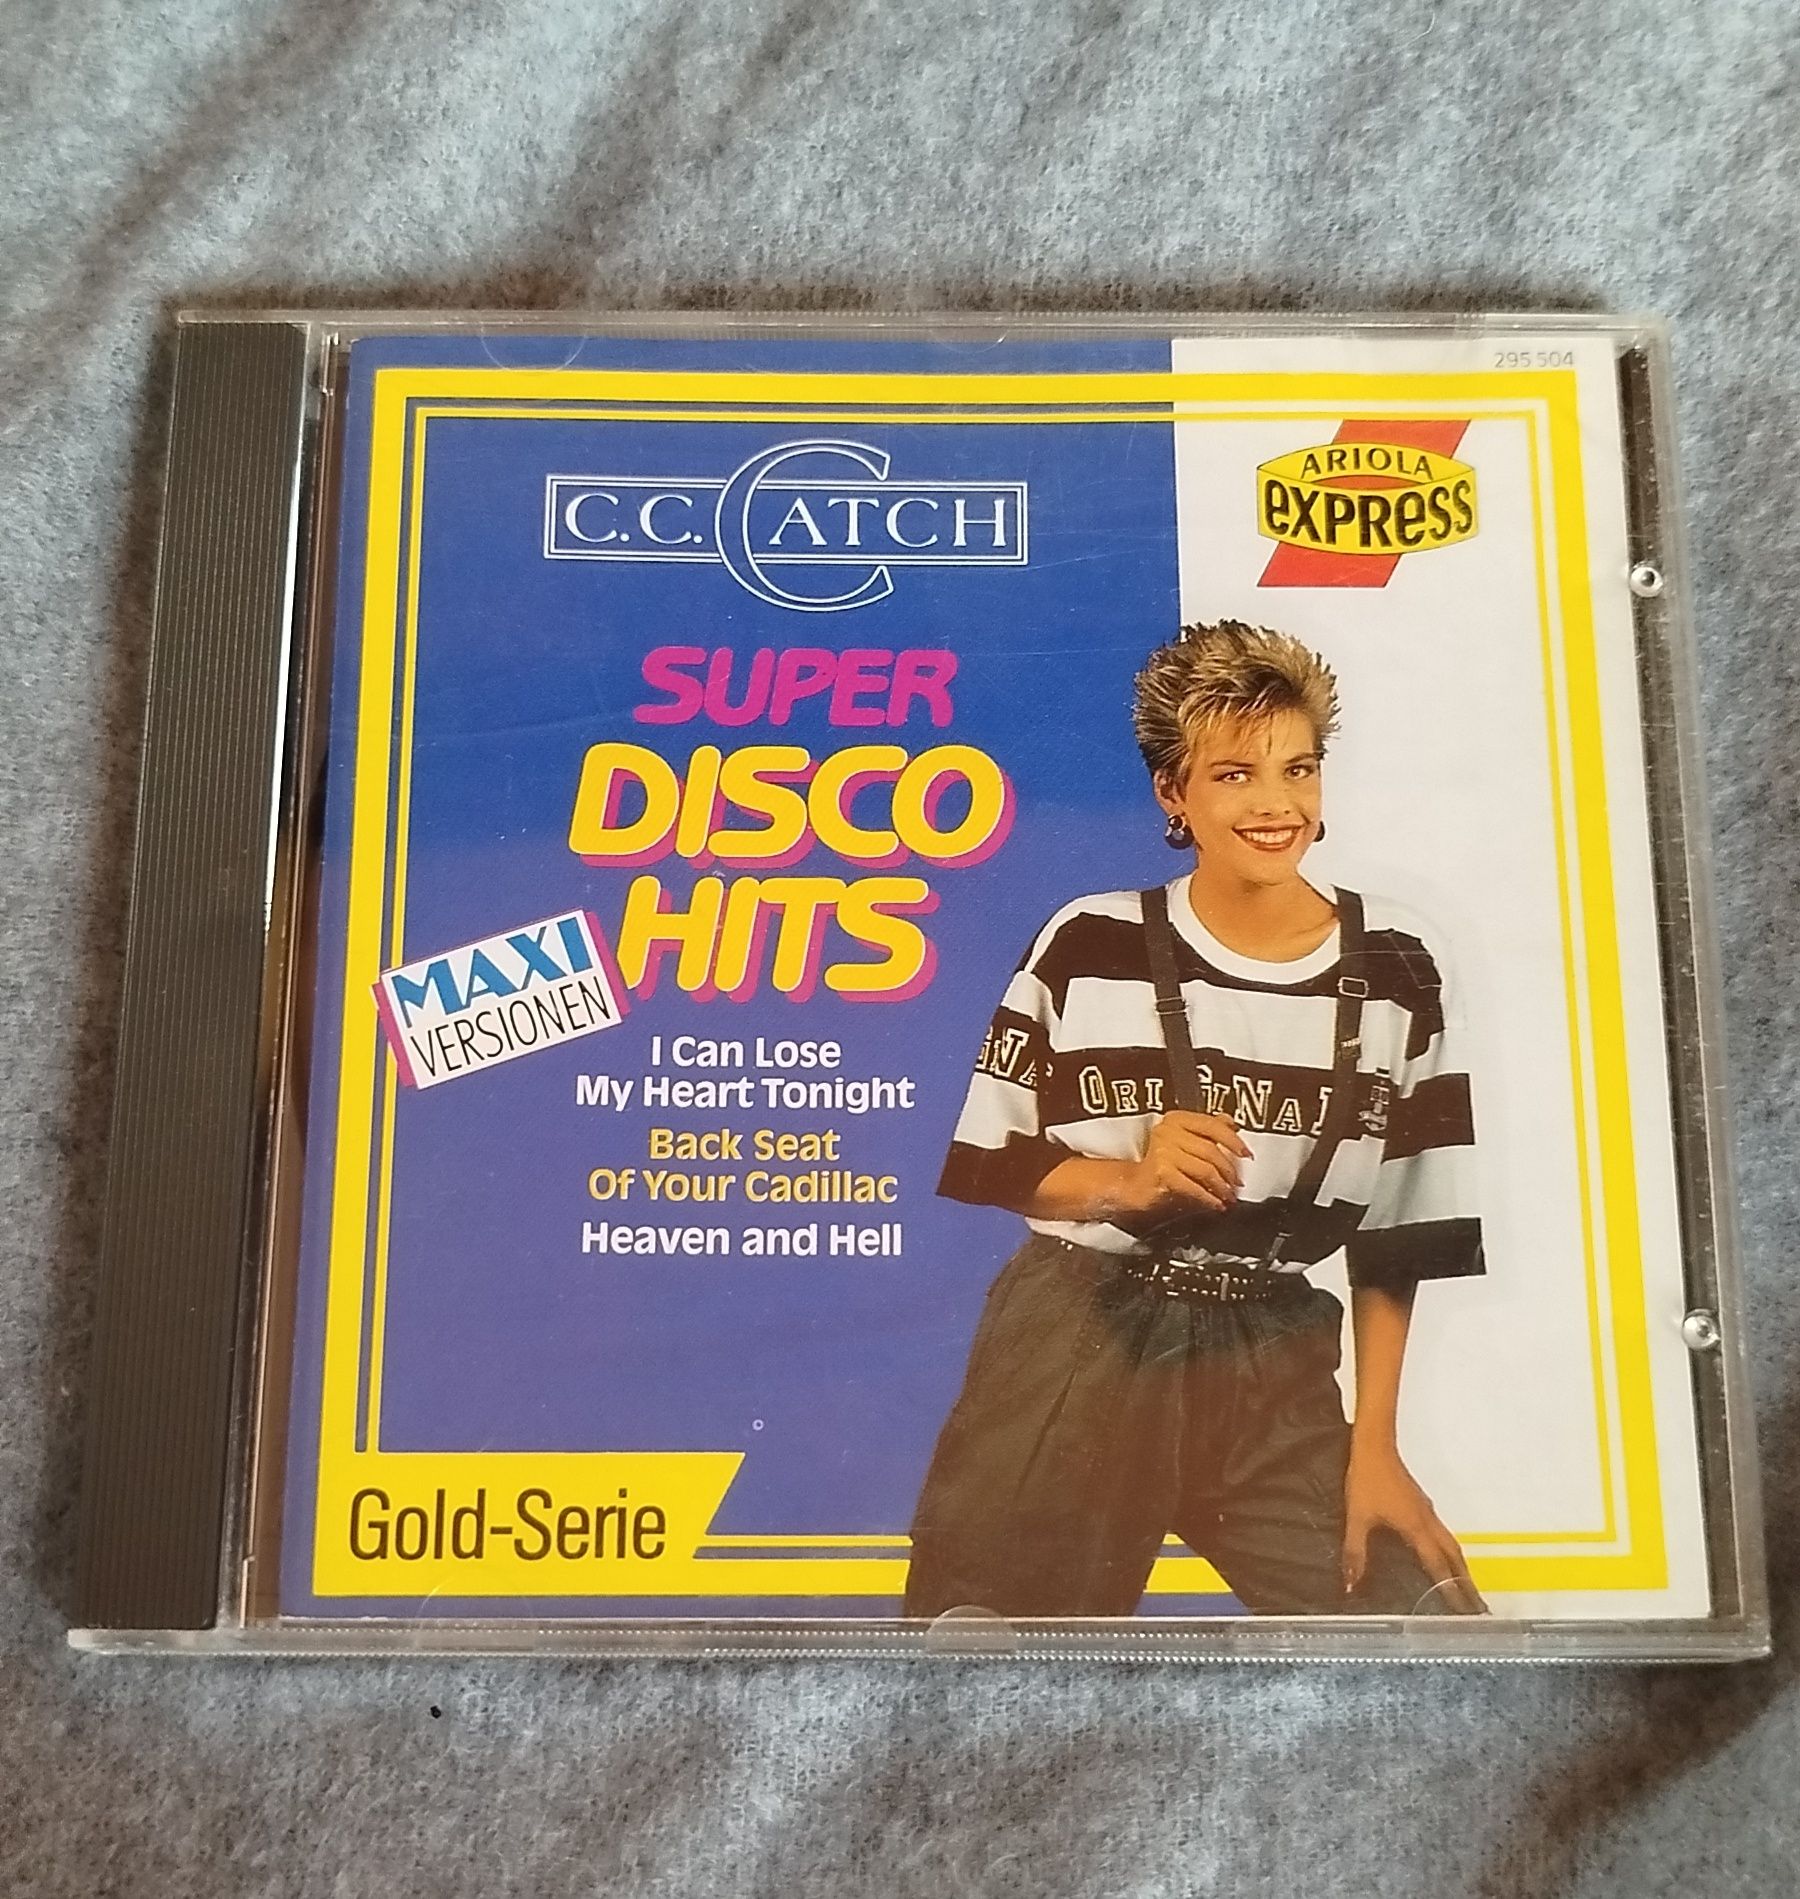 295 504
C.C. CATCH
ARIOLA
eXPReSS
SUPER
DISCO
HITS
MAXI
VERSIONEN
I Can Lose
My Heart Tonight
Back Seat
Of Your Cadillac
Heaven and Hell
ORIGINAL
Gold-Serie